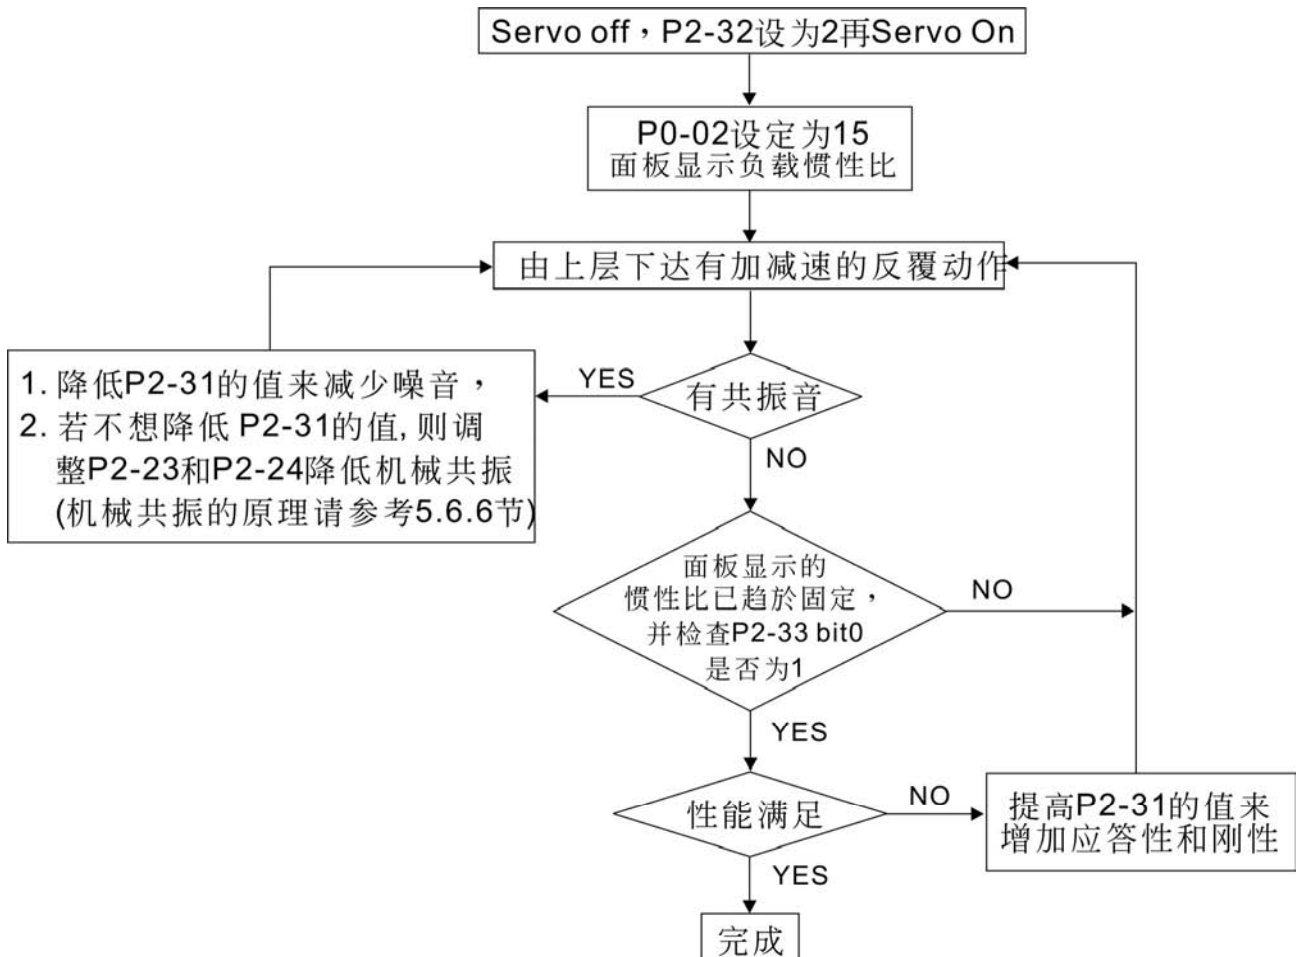 Servo off，P2-32设为2再Servo On
P0-02设定为15
面板显示负载惯性比
由上层下达有加减速的反覆动作
有共振音
YES
1. 降低P2-31的值来减少噪音，
2. 若不想降低 P2-31的值, 则调
整P2-23和P2-24降低机械共振
(机械共振的原理请参考5.6.6节)
NO
面板显示的
惯性比已趋於固定，
并检查P2-33 bit0
是否为1
NO
YES
性能满足
NO
提高P2-31的值来
增加应答性和刚性
YES
完成